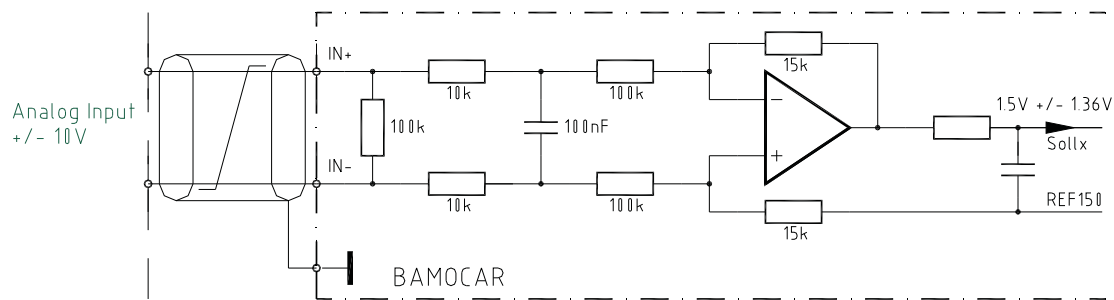 IN+
15k
10k
100k
Analog Input
+/- 10V
100k
100nF
−
1.5V +/- 1.36V
+
Sollx
IN-
REF150
10k
100k
15k
BAMOCAR